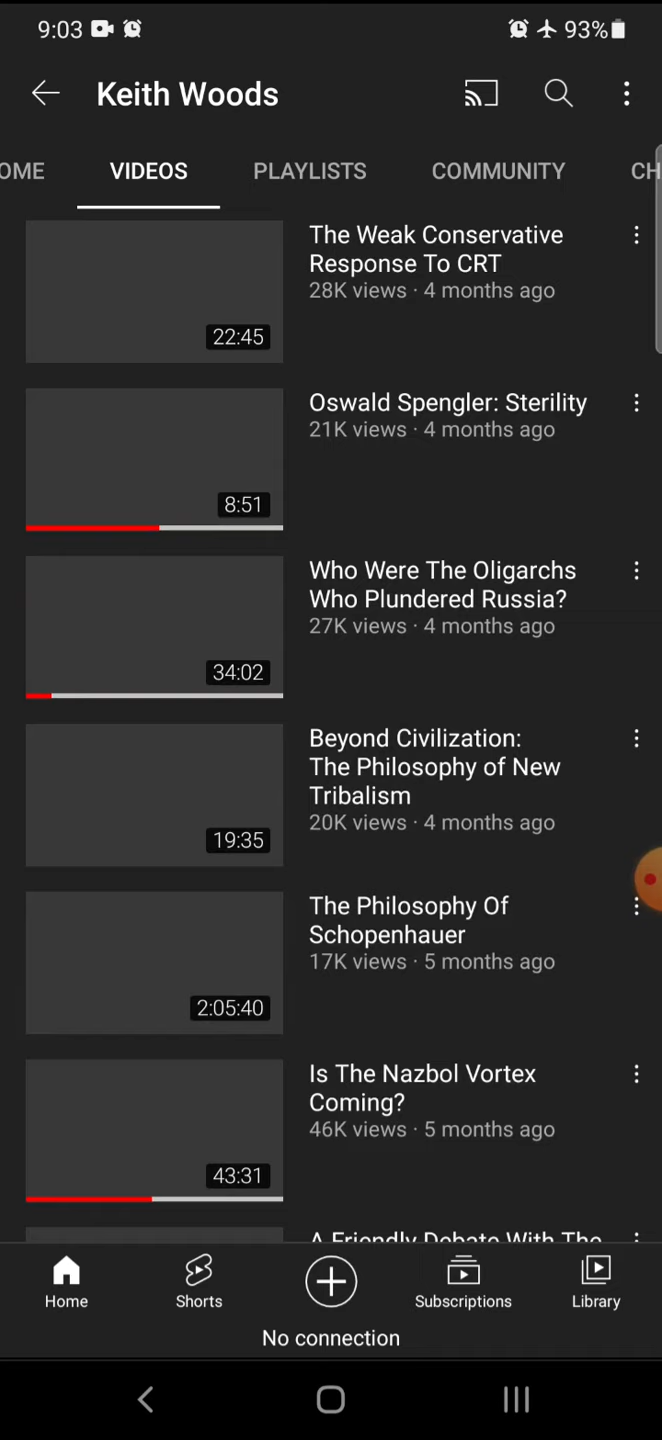 9:03
93%
Keith Woods
OME VIDEOS PLAYLISTS COMMUNITY CH
The Weak Conservative
Response To CRT
28K views · 4 months ago
22:45
Oswald Spengler: Sterility
21K views · 4 months ago
8:51
Who Were The Oligarchs
Who Plundered Russia?
27K views · 4 months ago
34:02
Beyond Civilization:
The Philosophy of New
Tribalism
20K views · 4 months ago
19:35
The Philosophy Of
Schopenhauer
17K views · 5 months ago
2:05:40
Is The Nazbol Vortex
Coming?
46K views · 5 months ago
43:31
A Friendly Debate With The
Home Shorts Subscriptions Library
No connection